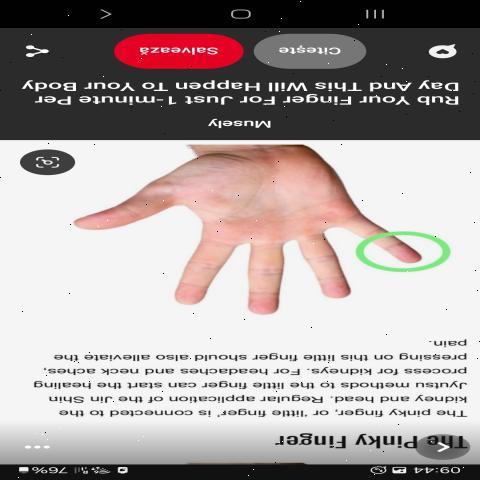 09:44
76%
The Pinky Finger
The pinky finger, or 'little finger' is connected to the
kidney and head. Regular application of the Jin Shin
Jyutsu methods to the little finger can start the healing
process for kidneys. For headaches and neck aches,
pressing on this little finger should also alleviate the
pain.
Musely
Rub Your Finger For Just 1-minute Per
Day And This Will Happen To Your Body
Citește
Salvează